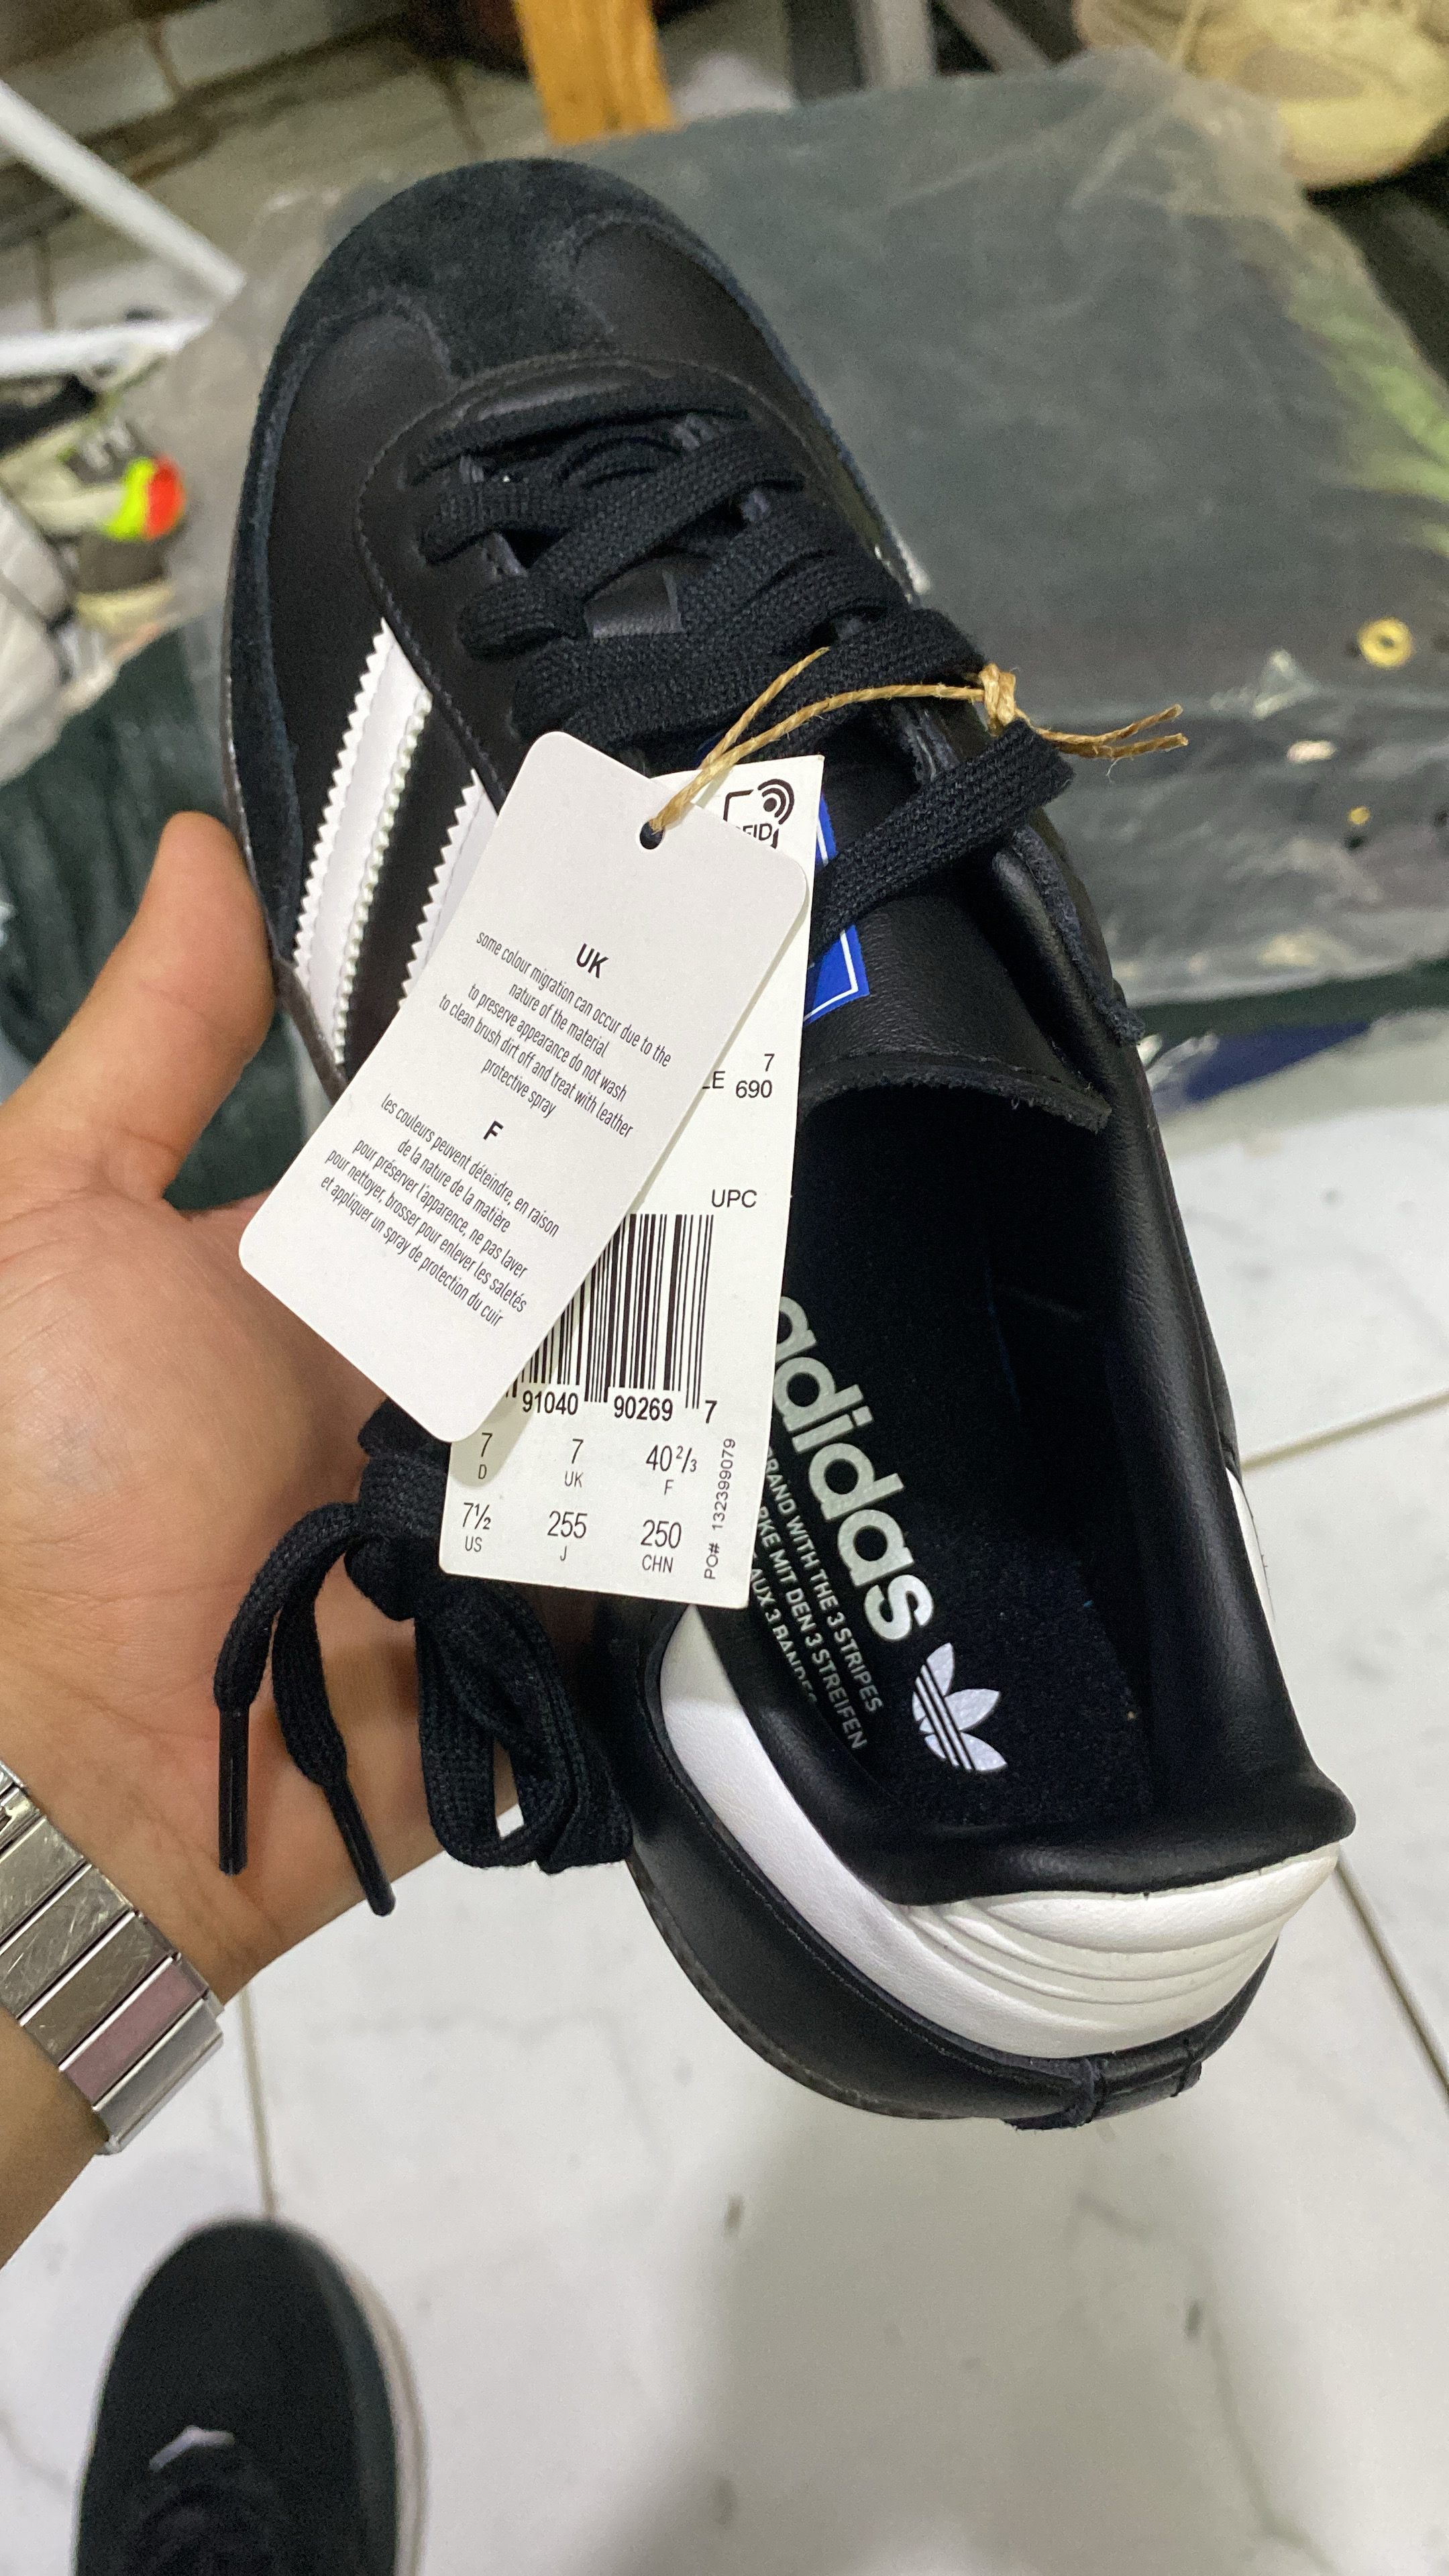 UK
some colour migration can occur due to the
nature of the material
to preserve appearance do not wash
to clean brush dirt off and treat with leather
protective spray
F
les couleurs peuvent déteindre, en raison
de la nature de la matière
pour préserver l'apparence, ne pas laver
pour nettoyer, brosser pour enlever les saletés
et appliquer un spray de protection du cuir
7
690
UPC
91040 90269 7
7 D
7 UK
40⅔ F
7½ US
255 J
250 CHN
PO# 132399079
adidas
BRAND WITH THE 3 STRIPES
MIT DEN 3 STREIFEN
AUX 3 BANDES